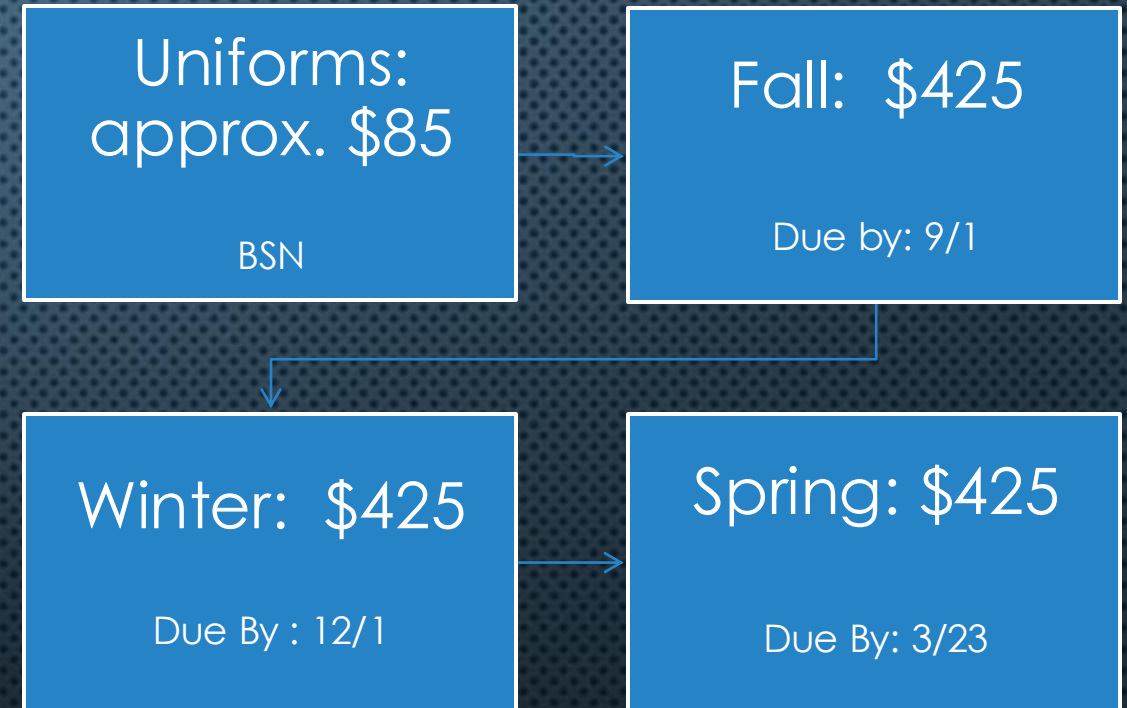 Uniforms:
approx. $85
BSN
Fall:  $425
Due by: 9/1
Winter:  $425
Due By : 12/1
Spring: $425
Due By: 3/23